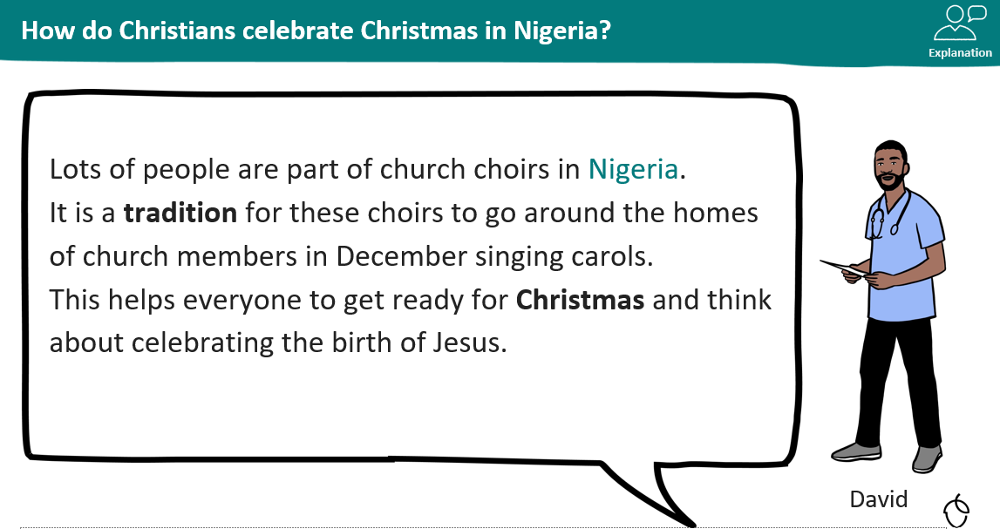 How do Christians celebrate Christmas in Nigeria?
Explanation
Lots of people are part of church choirs in Nigeria.
It is a tradition for these choirs to go around the homes
of church members in December singing carols.
This helps everyone to get ready for Christmas and think
about celebrating the birth of Jesus.
David